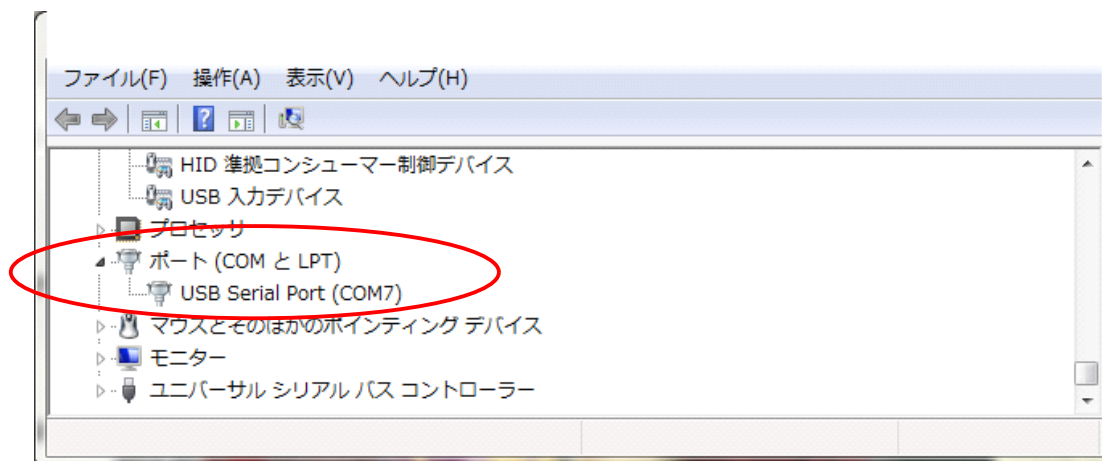 ファイル(F) 操作(A) 表示(V) ヘルプ(H)
HID 準拠コンシューマー制御デバイス
USB 入力デバイス
プロセッサ
ポート (COM と LPT)
USB Serial Port (COM7)
マウスとそのほかのポインティング デバイス
モニター
ユニバーサル シリアル バス コントローラー